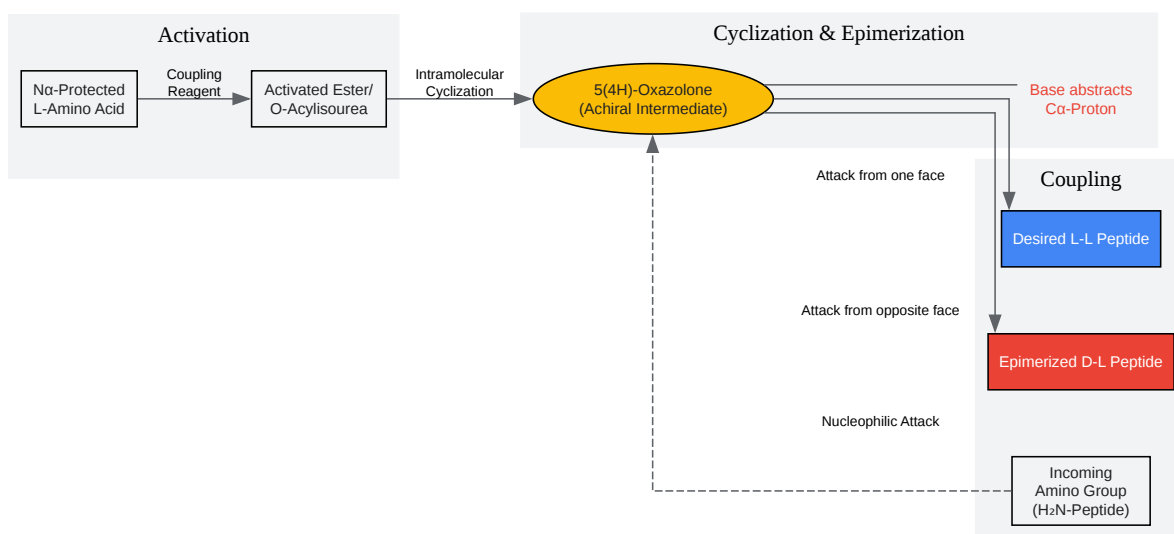 Activation
Nα-Protected
L-Amino Acid
Coupling
Reagent
Activated Ester/
O-Acylisourea
Intramolecular
Cyclization
Cyclization & Epimerization
5(4H)-Oxazolone
(Achiral Intermediate)
Base abstracts
Cα-Proton
Coupling
Attack from one face
Desired L-L Peptide
Attack from opposite face
Epimerized D-L Peptide
Nucleophilic Attack
Incoming
Amino Group
(H₂N-Peptide)